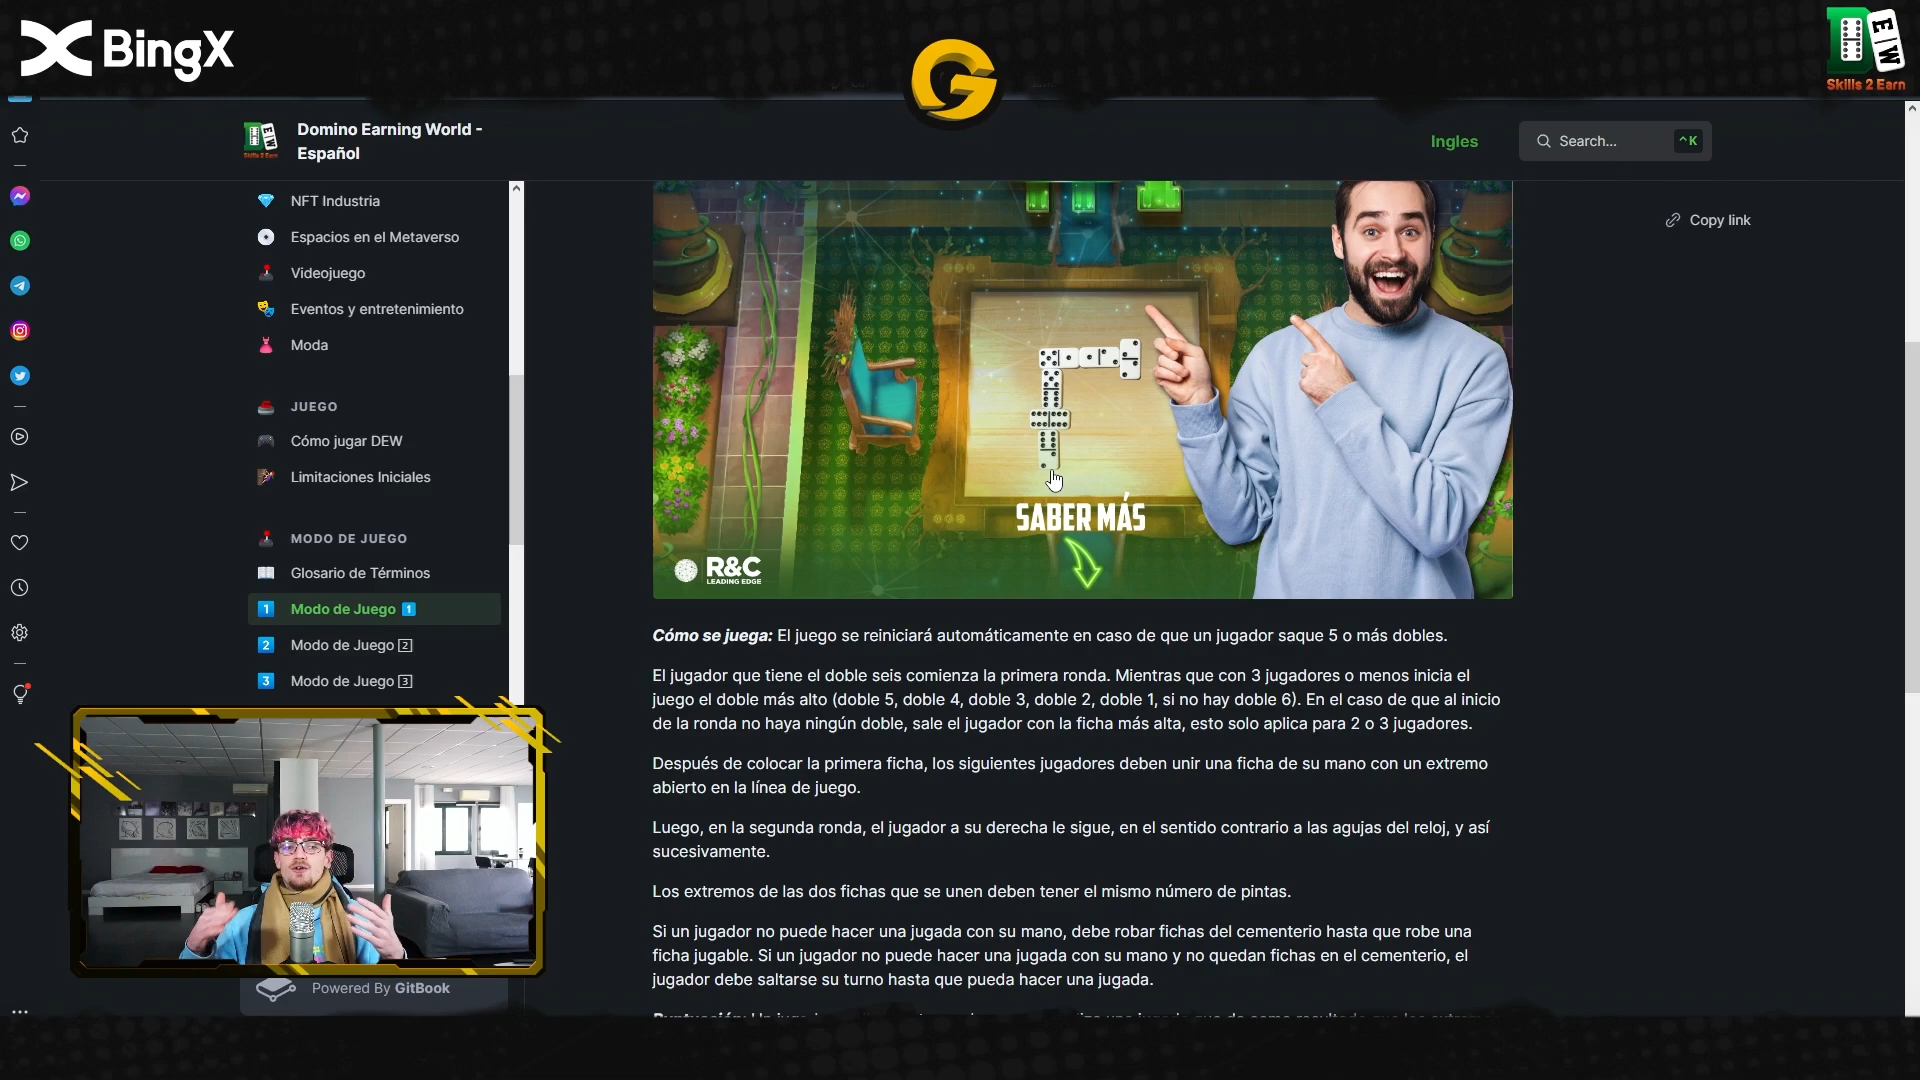 BingX
G
E W
Skills 2 Earn
Domino Earning World -
Español
Ingles
Search...
^K
NFT Industria
Espacios en el Metaverso
Videojuego
Eventos y entretenimiento
Moda
JUEGO
Cómo jugar DEW
Limitaciones Iniciales
MODO DE JUEGO
Glosario de Términos
1 Modo de Juego 1
2 Modo de Juego 2
3 Modo de Juego 3
Powered By GitBook
Copy link
SABER MÁS
R&C
LEADING EDGE
Cómo se juega: El juego se reiniciará automáticamente en caso de que un jugador saque 5 o más dobles.
El jugador que tiene el doble seis comienza la primera ronda. Mientras que con 3 jugadores o menos inicia el
juego el doble más alto (doble 5, doble 4, doble 3, doble 2, doble 1, si no hay doble 6). En el caso de que al inicio
de la ronda no haya ningún doble, sale el jugador con la ficha más alta, esto solo aplica para 2 o 3 jugadores.
Después de colocar la primera ficha, los siguientes jugadores deben unir una ficha de su mano con un extremo
abierto en la línea de juego.
Luego, en la segunda ronda, el jugador a su derecha le sigue, en el sentido contrario a las agujas del reloj, y así
sucesivamente.
Los extremos de las dos fichas que se unen deben tener el mismo número de pintas.
Si un jugador no puede hacer una jugada con su mano, debe robar fichas del cementerio hasta que robe una
ficha jugable. Si un jugador no puede hacer una jugada con su mano y no quedan fichas en el cementerio, el
jugador debe saltarse su turno hasta que pueda hacer una jugada.